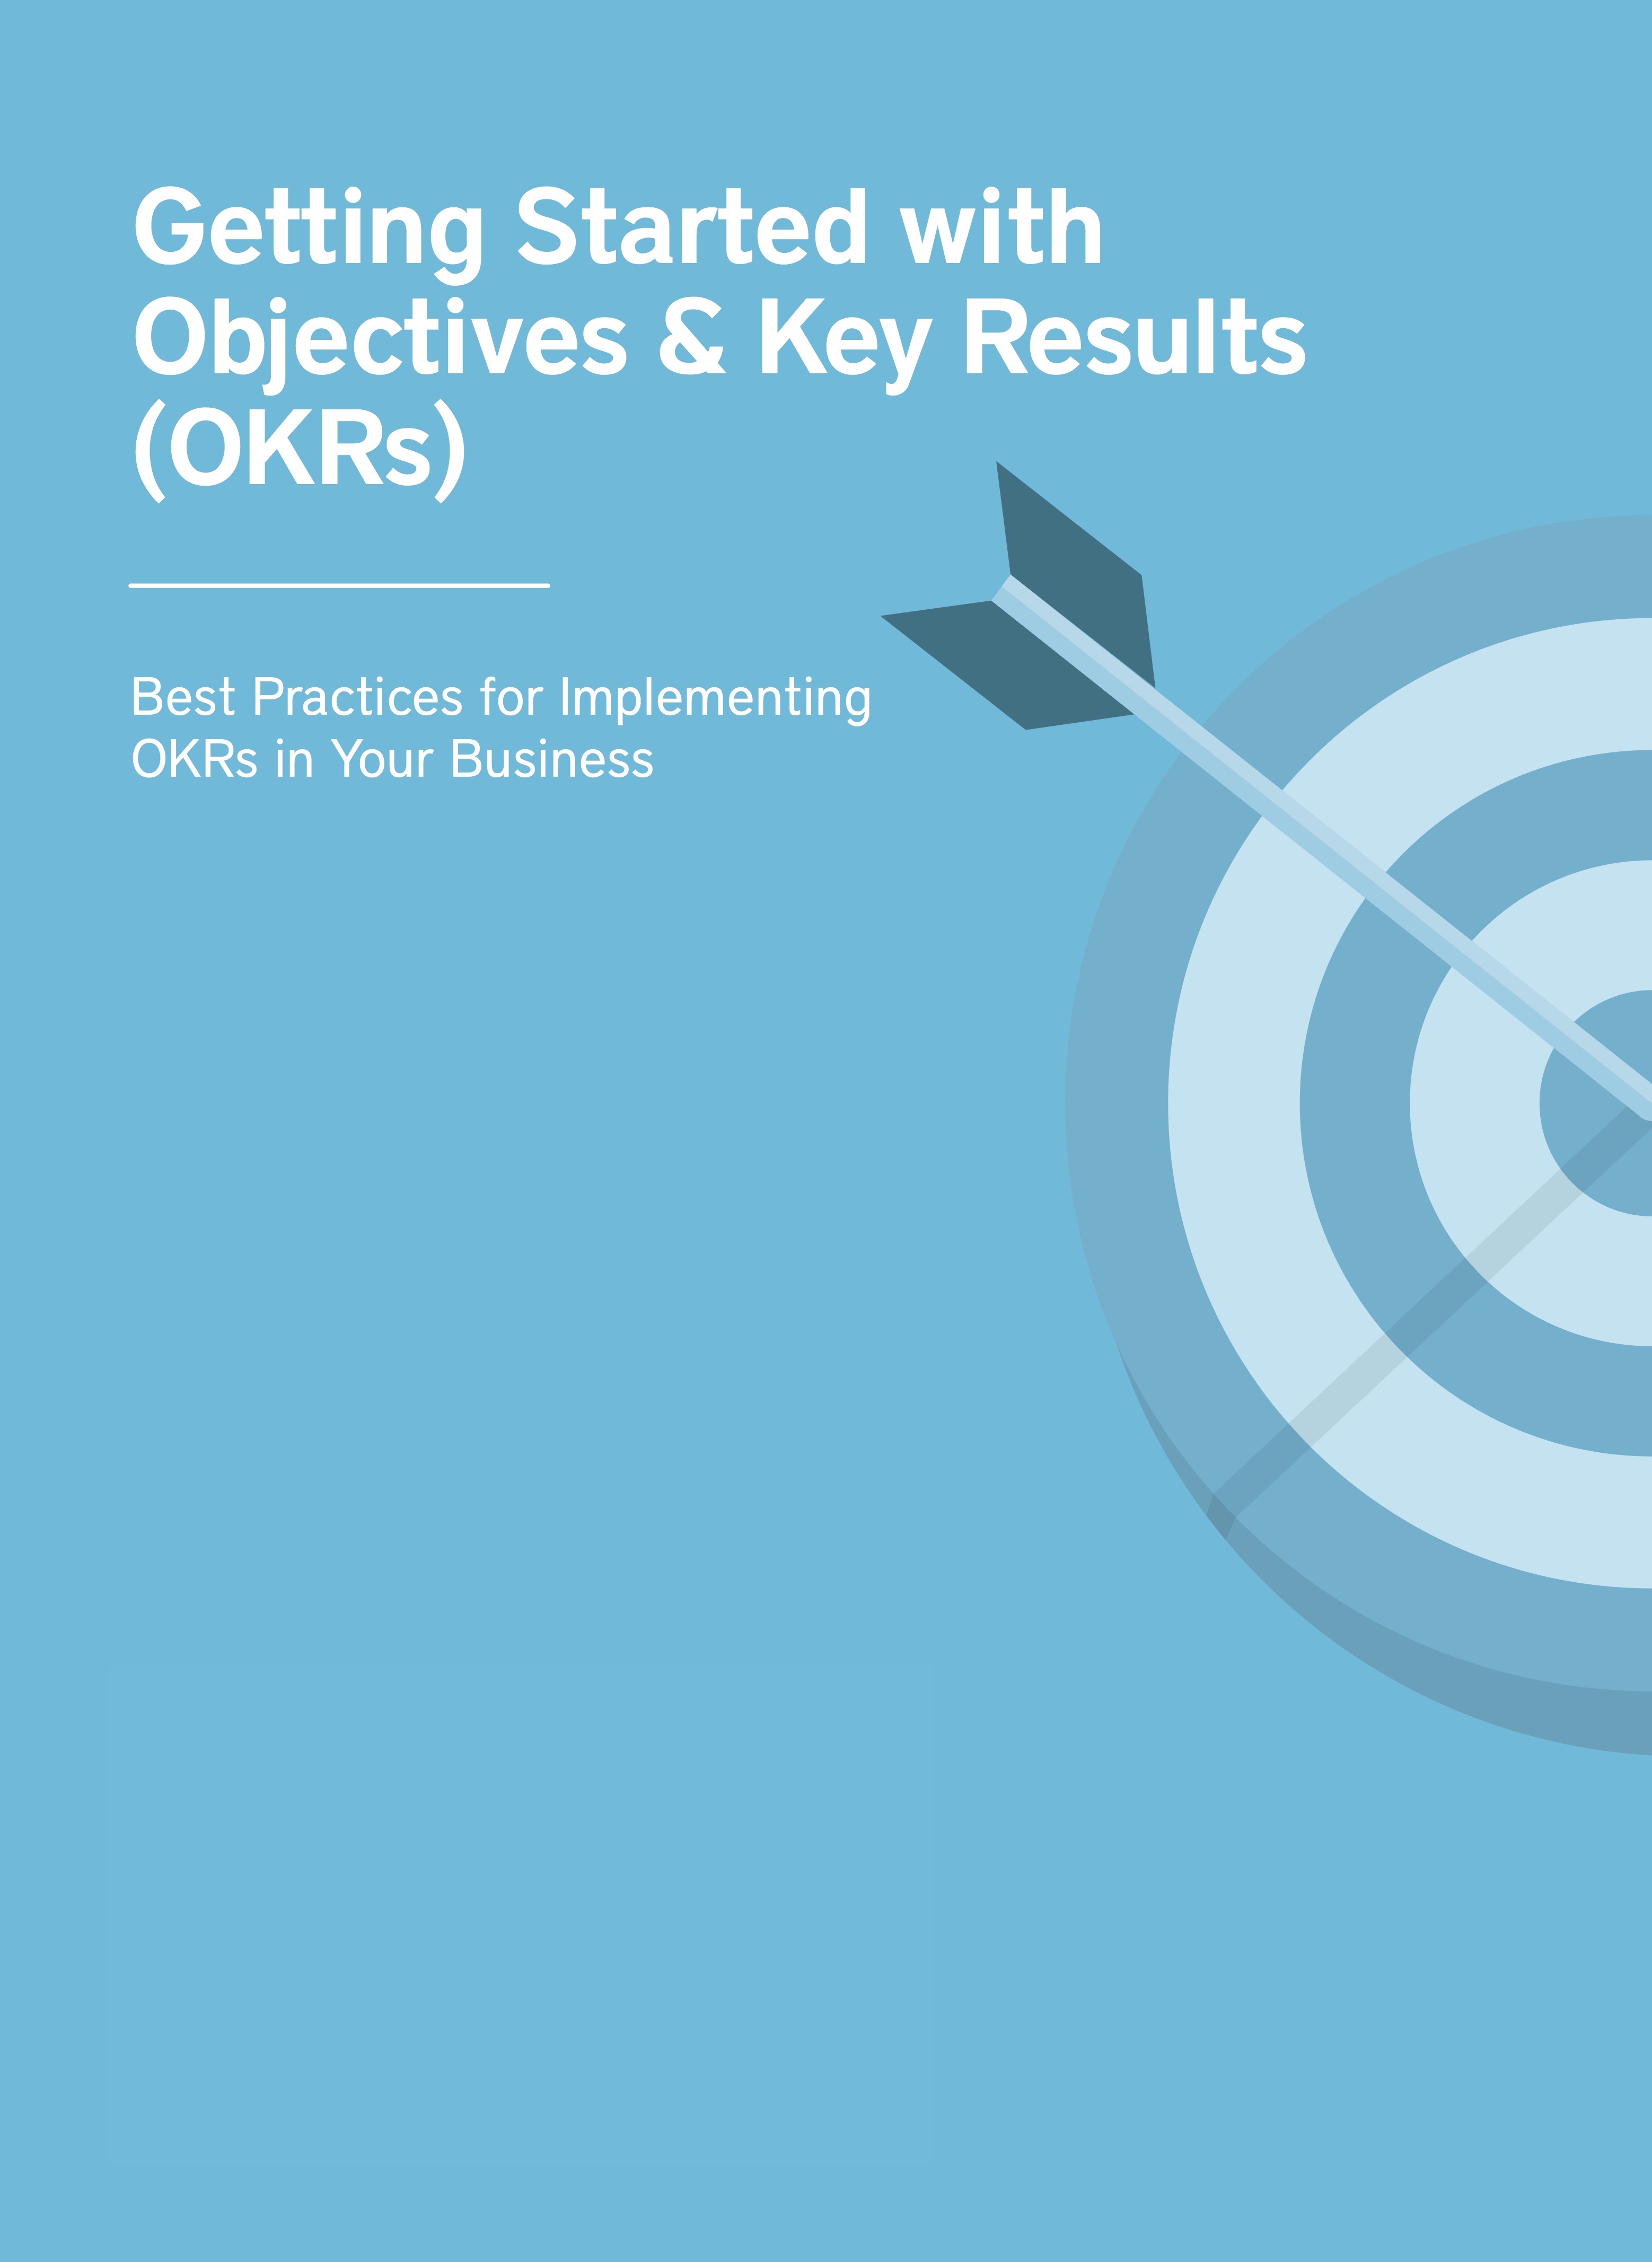 Getting Started with
Objectives & Key Results
(OKRs)
Best Practices for Implementing
OKRs in Your Business